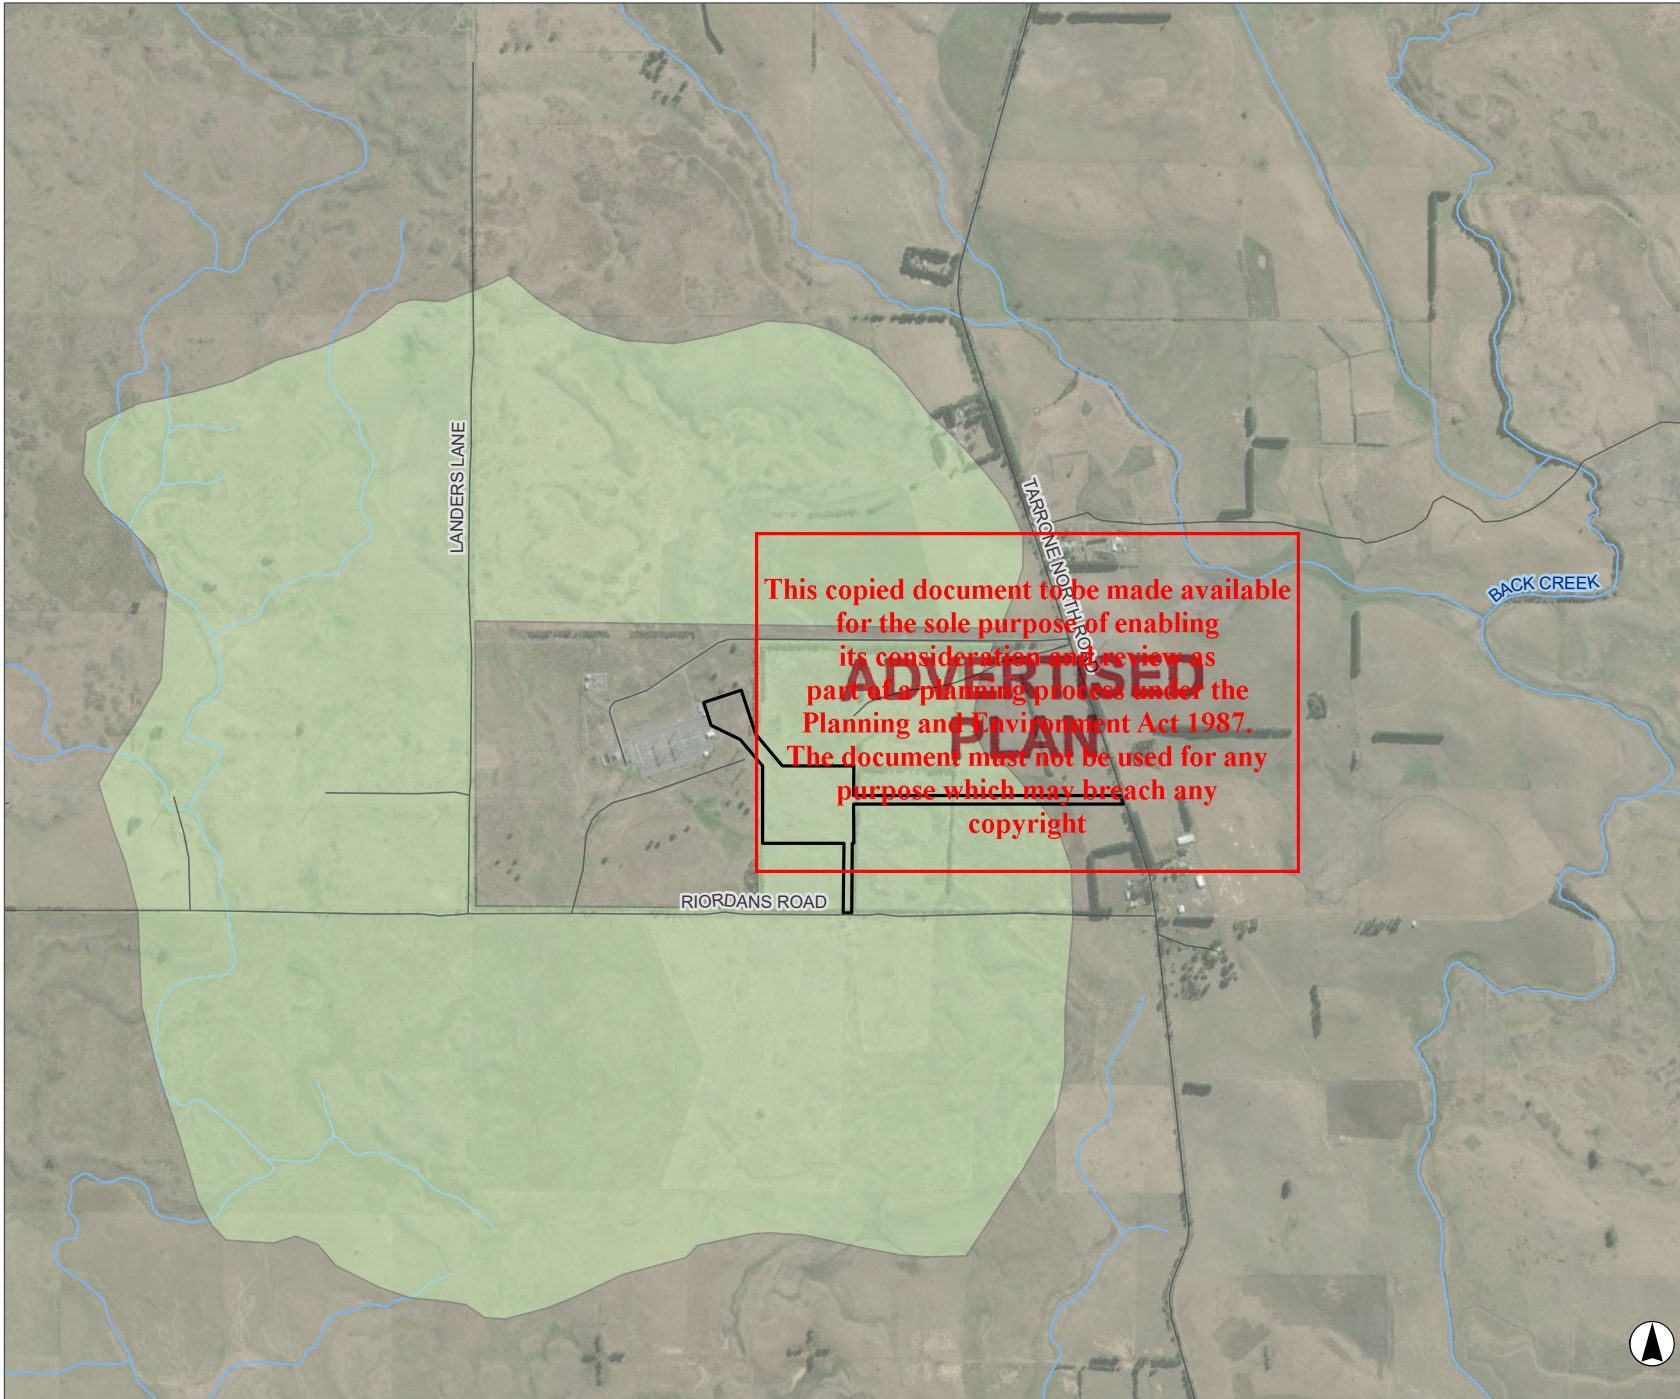 LANDERS LANE
TARRONE NORTH ROAD
BACK CREEK
This copied document to be made available
for the sole purpose of enabling
its consideration and review as
part of a planning process under the
Planning and Environment Act 1987.
The document must not be used for any
purpose which may breach any
copyright
ADVERTISED
PLAN
RIORDANS ROAD